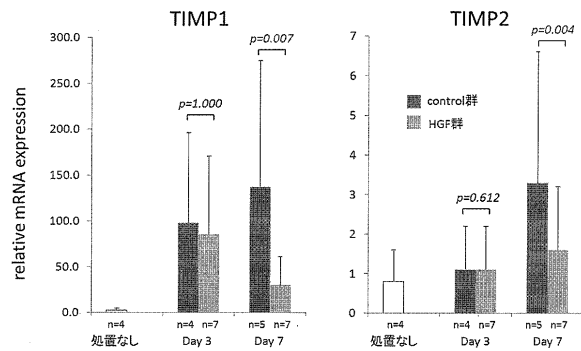 TIMP1
relative mRNA expression
300.0
250.0
200.0
150.0
100.0
50.0
0.0
p=1.000
p=0.007
n=4
n=4
n=7
n=5
n=7
処置なし
Day 3
Day 7
TIMP2
7
6
5
4
3
2
1
0
control群
HGF群
p=0.612
p=0.004
n=4
n=4
n=7
n=5
n=7
処置なし
Day 3
Day 7